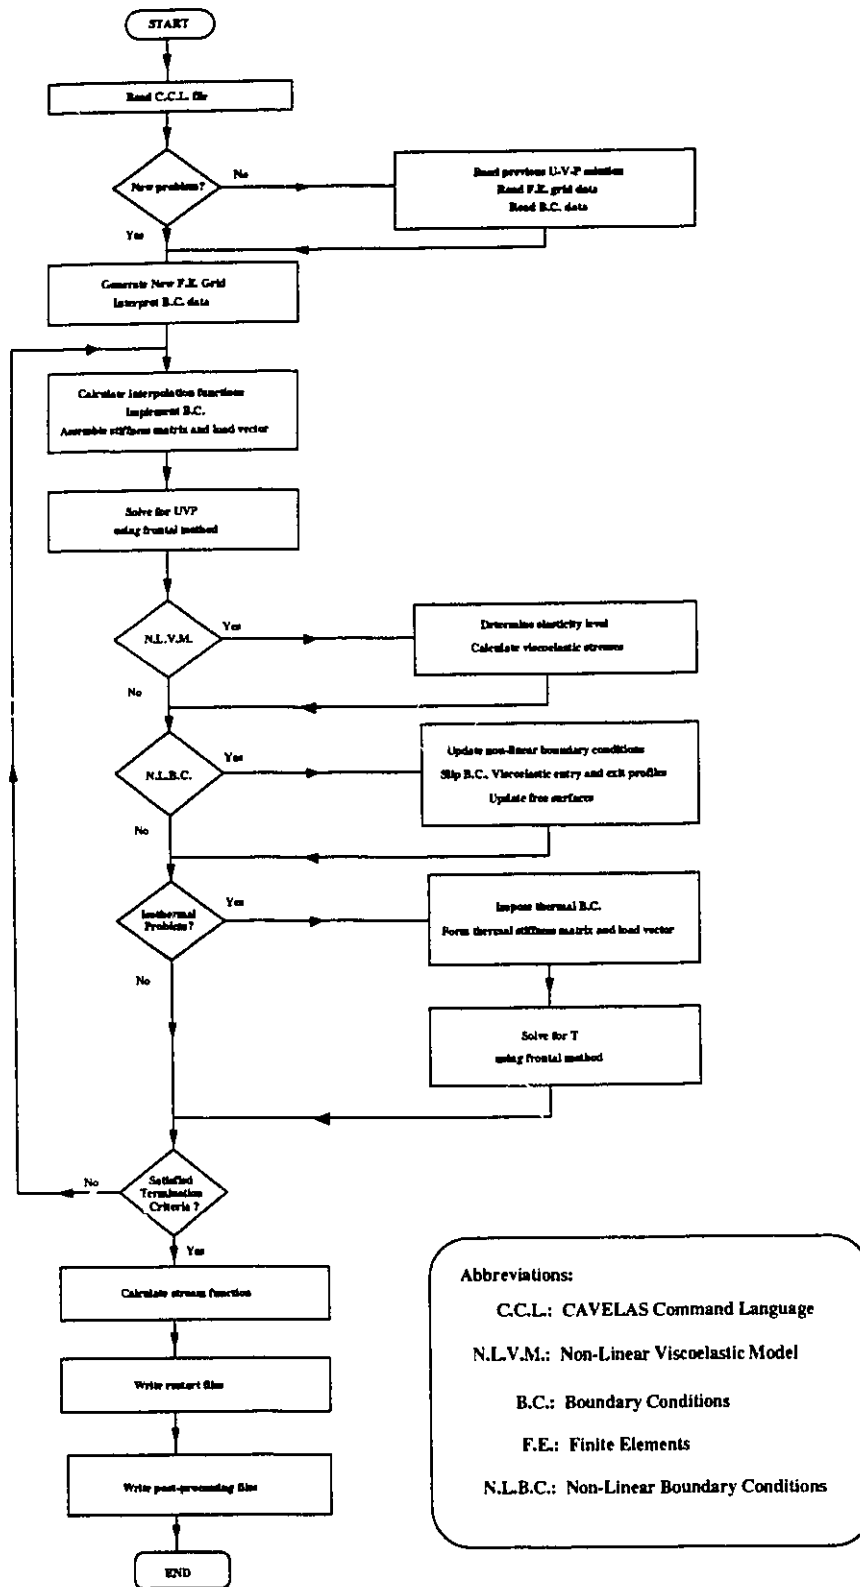 START
Read C.C.L. file
New problem?
No
Read previous U-V-P solution
Read F.E. grid data
Read B.C. data
Yes
Generate New F.E. Grid
Interpret B.C. data
Calculate interpolation functions
Implement B.C.
Assemble stiffness matrix and load vector
Solve for UVP
using frontal method
N.L.V.M.
Yes
Determine elasticity level
Calculate viscoelastic stresses
No
N.L.B.C.
Yes
Update non-linear boundary conditions
Slip B.C. Viscoelastic entry and exit profiles
Update free surfaces
No
Isothermal
Problem?
Yes
Impose thermal B.C.
Form thermal stiffness matrix and load vector
No
Solve for T
using frontal method
No
Satisfied
Termination
Criteria ?
Yes
Calculate stream function
Write restart files
Write post-processing files
END
Abbreviations:
C.C.L.: CAVELAS Command Language
N.L.V.M.: Non-Linear Viscoelastic Model
B.C.: Boundary Conditions
F.E.: Finite Elements
N.L.B.C.: Non-Linear Boundary Conditions